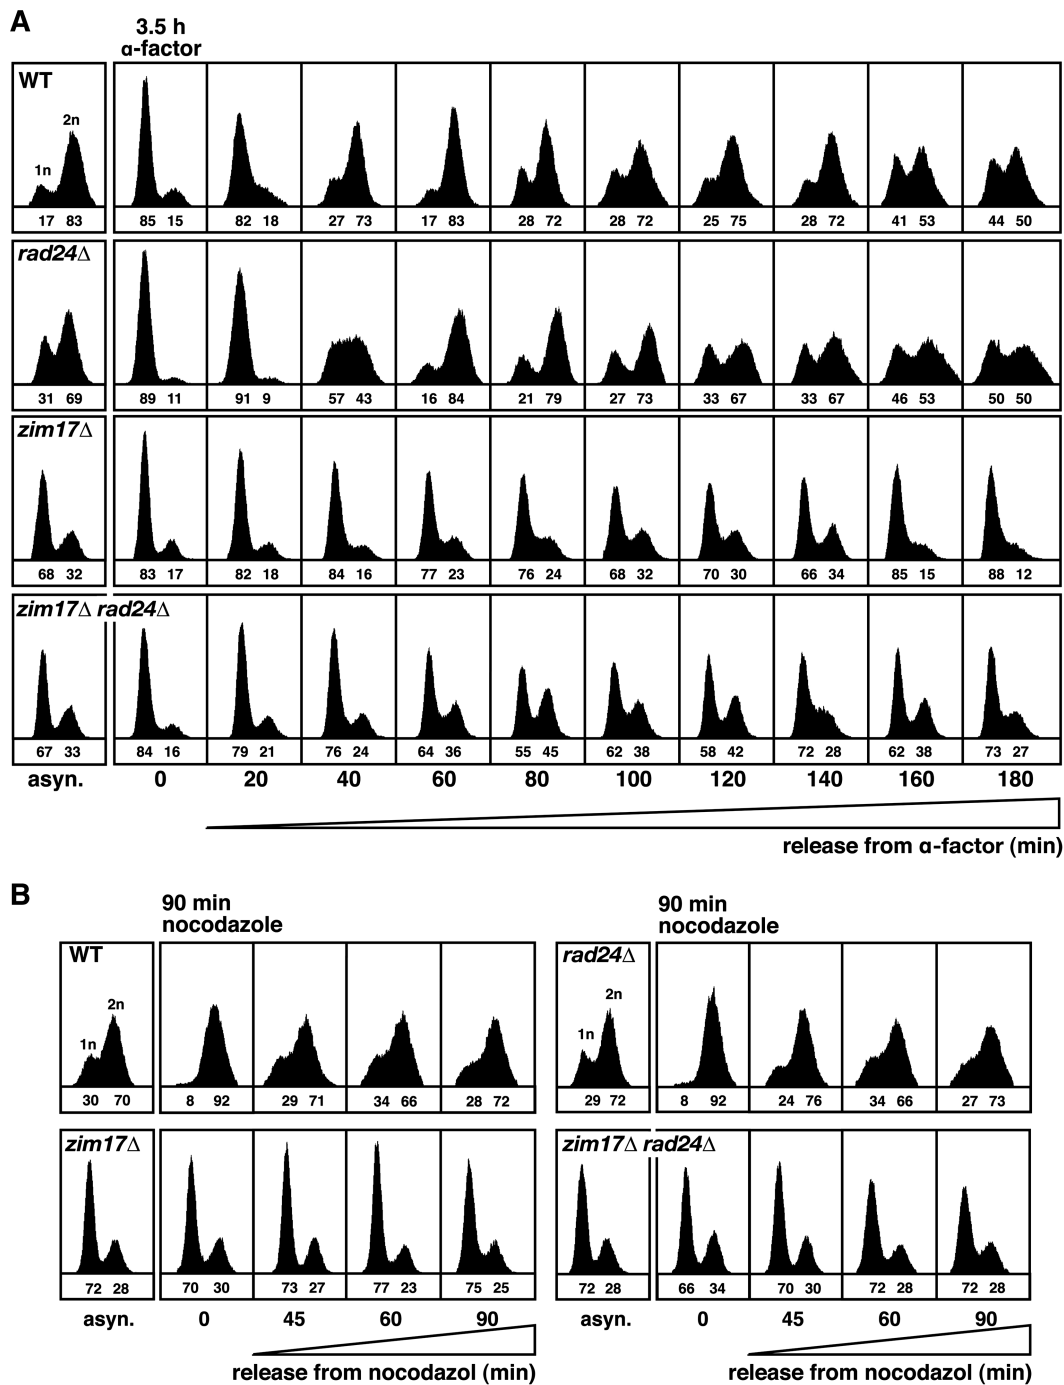 A
3.5 h
α-factor
WT
1n 2n
17 83 85 15 82 18 27 73 17 83 28 72 28 72 25 75 28 72 41 53 44 50
rad24Δ
31 69 89 11 91 9 57 43 16 84 21 79 27 73 33 67 33 67 46 53 50 50
zim17Δ
68 32 83 17 82 18 84 16 77 23 76 24 68 32 70 30 66 34 85 15 88 12
zim17Δ rad24Δ
67 33 84 16 79 21 76 24 64 36 55 45 62 38 58 42 72 28 62 38 73 27
asyn. 0 20 40 60 80 100 120 140 160 180
release from α-factor (min)
B
90 min
nocodazole
90 min
nocodazole
WT
1n 2n
30 70 8 92 29 71 34 66 28 72
rad24Δ
1n 2n
29 72 8 92 24 76 34 66 27 73
zim17Δ
72 28 70 30 73 27 77 23 75 25
zim17Δ rad24Δ
72 28 66 34 70 30 72 28 72 28
asyn. 0 45 60 90
release from nocodazol (min)
asyn. 0 45 60 90
release from nocodazol (min)